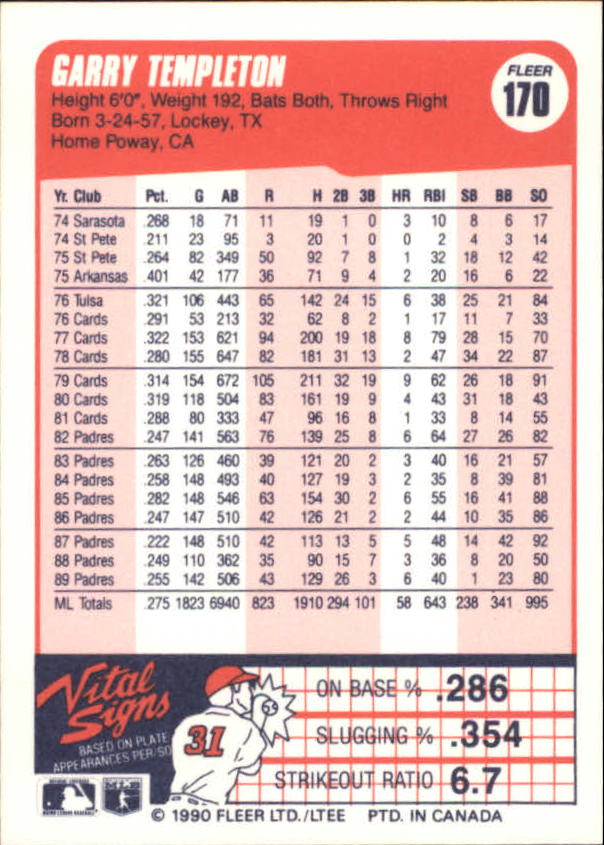 GARRY TEMPLETON
FLEER
170
Height 6'0", Weight 192, Bats Both, Throws Right
Born 3-24-57, Lockey, TX
Home Poway, CA
Yr. Club Pct. G AB R H 2B 3B HR RBI SB BB SO
74 Sarasota .268 18 71 11 19 1 0 3 10 8 6 17
74 St Pete .211 23 95 3 20 1 0 0 2 4 3 14
75 St Pete .264 82 349 50 92 7 8 1 32 18 12 42
75 Arkansas .401 42 177 36 71 9 4 2 20 16 6 22
76 Tulsa .321 106 443 65 142 24 15 6 38 25 21 84
76 Cards .291 53 213 32 62 8 2 1 17 11 7 33
77 Cards .322 153 621 94 200 19 18 8 79 28 15 70
78 Cards .280 155 647 82 181 31 13 2 47 34 22 87
79 Cards .314 154 672 105 211 32 19 9 62 26 18 91
80 Cards .319 118 504 83 161 19 9 4 43 31 18 43
81 Cards .288 80 333 47 96 16 8 1 33 8 14 55
82 Padres .247 141 563 76 139 25 8 6 64 27 26 82
83 Padres .263 126 460 39 121 20 2 3 40 16 21 57
84 Padres .258 148 493 40 127 19 3 2 35 8 39 81
85 Padres .282 148 546 63 154 30 2 6 55 16 41 88
86 Padres .247 147 510 42 126 21 2 2 44 10 35 86
87 Padres .222 148 510 42 113 13 5 5 48 14 42 92
88 Padres .249 110 362 35 90 15 7 3 36 8 20 50
89 Padres .255 142 506 43 129 26 3 6 40 1 23 80
ML Totals .275 1823 6940 823 1910 294 101 58 643 238 341 995
Vital
Signs
BASED ON PLATE
APPEARANCES PER/SO
31
ON BASE % .286
SLUGGING % .354
STRIKEOUT RATIO 6.7
© 1990 FLEER LTD./LTEE PTD. IN CANADA